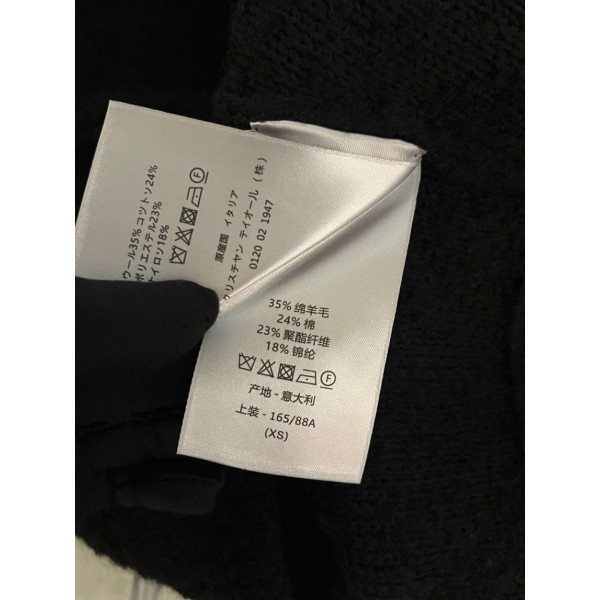 ウール35%コットン24%
ポリエステル23%
ナイロン18%
原産国 イタリア
クリスチャン ディオール(株)
0120 02 1947
35% 绵羊毛
24% 棉
23% 聚酯纤维
18% 锦纶
F
产地 - 意大利
上装 - 165/88A
(XS)